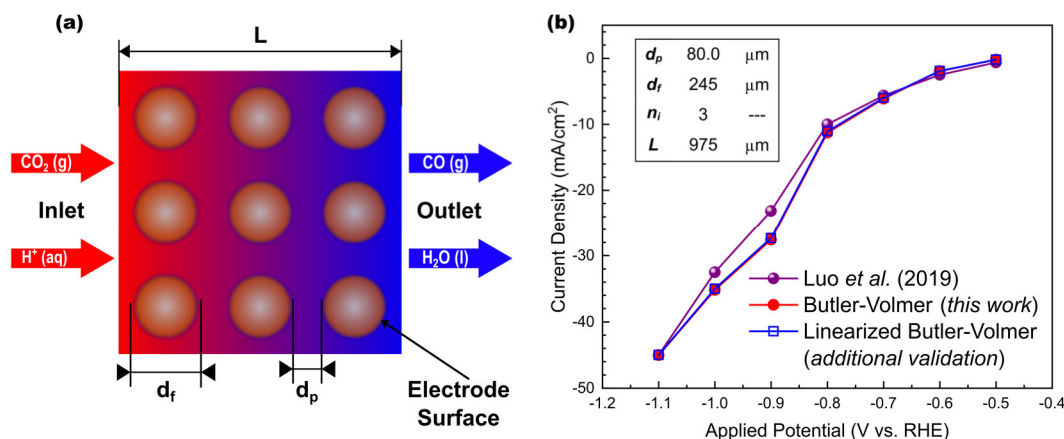 (a)
L
CO₂ (g)
CO (g)
Inlet
Outlet
H⁺ (aq)
H₂O (l)
d_f
d_p
Electrode
Surface
(b)
d_p 80.0 μm
d_f 245 μm
n_i 3 ---
L 975 μm
Current Density (mA/cm²)
0
-10
-20
-30
-40
-50
Luo et al. (2019)
Butler-Volmer (this work)
Linearized Butler-Volmer
(additional validation)
-1.2 -1.1 -1.0 -0.9 -0.8 -0.7 -0.6 -0.5 -0.4
Applied Potential (V vs. RHE)